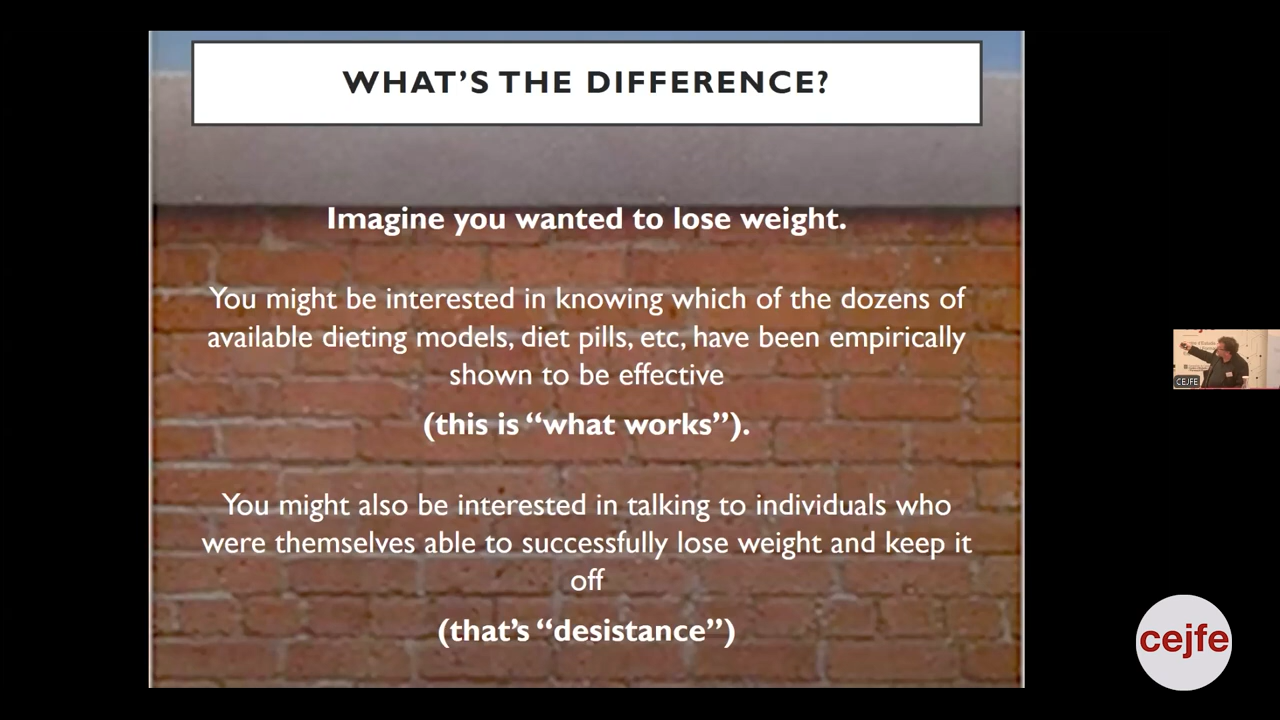 WHAT'S THE DIFFERENCE?
Imagine you wanted to lose weight.
You might be interested in knowing which of the dozens of
available dieting models, diet pills, etc, have been empirically
shown to be effective
(this is “what works”).
You might also be interested in talking to individuals who
were themselves able to successfully lose weight and keep it
off
(that’s “desistance”)
CEJFE
cejfe